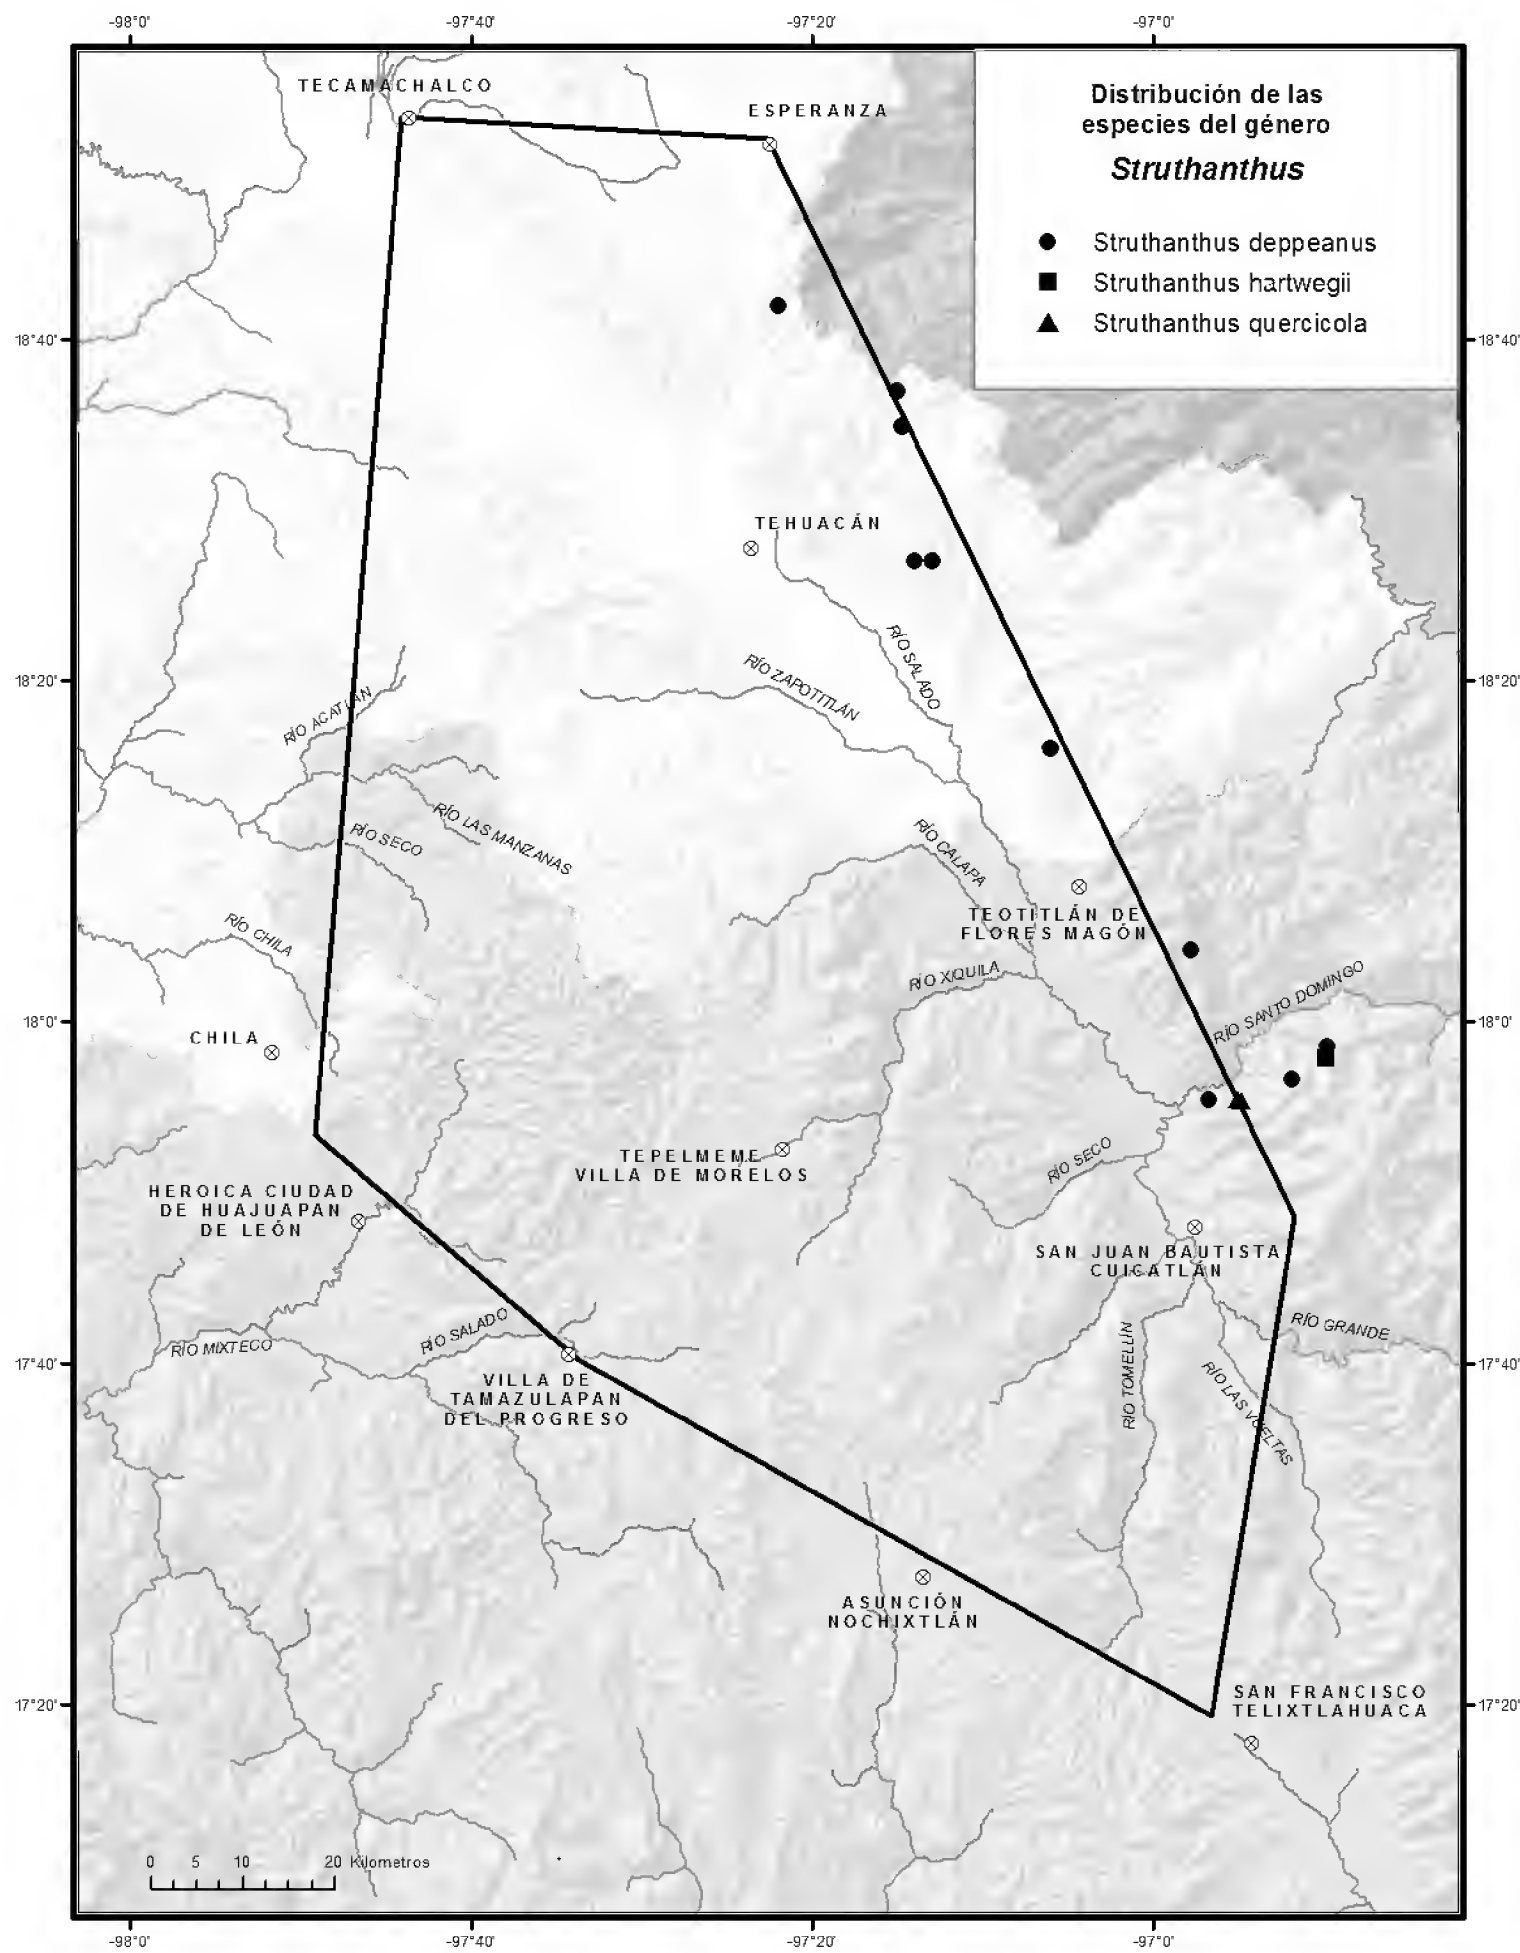 -98°0' -97°40' -97°20' -97°0'
TECAMACHALCO
ESPERANZA
Distribución de las
especies del género
Struthanthus
Struthanthus deppeanus
Struthanthus hartwegii
Struthanthus quercicola
18°40' 18°40'
TEHUACÁN
RÍO SALADO
RÍO ZAPOTITLÁN
18°20' 18°20'
RÍO ACATLÁN
RÍO LAS MANZANAS
RÍO SECO
RÍO CALAPA
TEOTITLÁN DE
FLORES MAGÓN
RÍO CHILA
RÍO XIQUILA
RÍO SANTO DOMINGO
18°0' 18°0'
CHILA
TEPELMEME
VILLA DE MORELOS
RÍO SECO
HEROICA CIUDAD
DE HUAJUAPAN
DE LEÓN
SAN JUAN BAUTISTA
CUICATLÁN
RÍO SALADO
RÍO MIXTECO
RÍO GRANDE
17°40' 17°40'
RÍO TOMELLÍN
RÍO LAS VUELTAS
VILLA DE
TAMAZULAPAN
DEL PROGRESO
ASUNCIÓN
NOCHIXTLÁN
17°20' 17°20'
SAN FRANCISCO
TELIXTLAHUACA
0 5 10 20 Kilometros
-98°0' -97°40' -97°20' -97°0'